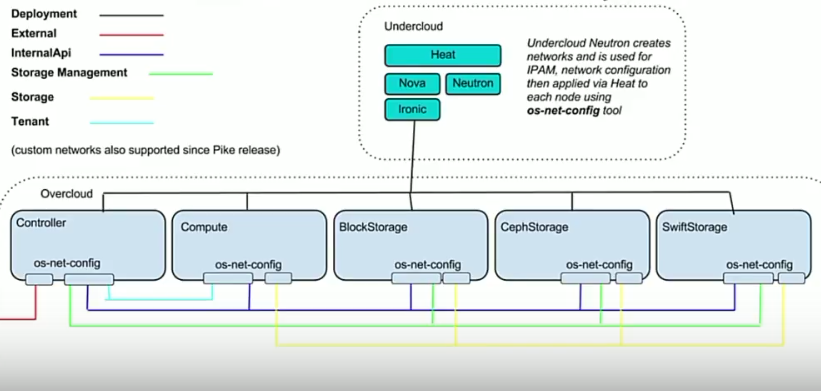 Deployment
External
InternalApi
Storage Management
Storage
Tenant
(custom networks also supported since Pike release)
Undercloud
Heat
Nova
Neutron
Ironic
Undercloud Neutron creates
networks and is used for
IPAM, network configuration
then applied via Heat to
each node using
os-net-config tool
Overcloud
Controller
os-net-config
Compute
os-net-config
BlockStorage
os-net-config
CephStorage
os-net-config
SwiftStorage
os-net-config